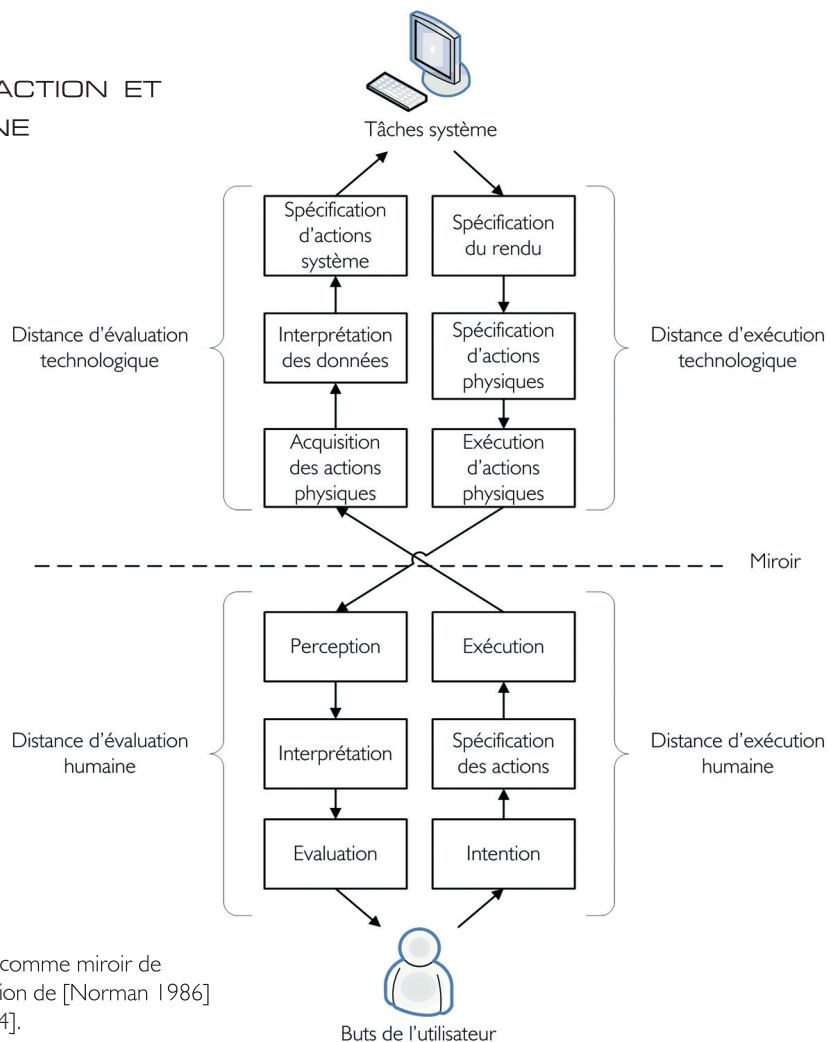 ACTION ET
NE
Tâches système
Spécification
d'actions
système
Spécification
du rendu
Distance d'évaluation
technologique
Interprétation
des données
Spécification
d'actions
physiques
Distance d'exécution
technologique
Acquisition
des actions
physiques
Exécution
d'actions
physiques
Miroir
Perception
Exécution
Distance d'évaluation
humaine
Interprétation
Spécification
des actions
Distance d'exécution
humaine
Evaluation
Intention
comme miroir de
ion de [Norman 1986]
4].
Buts de l'utilisateur